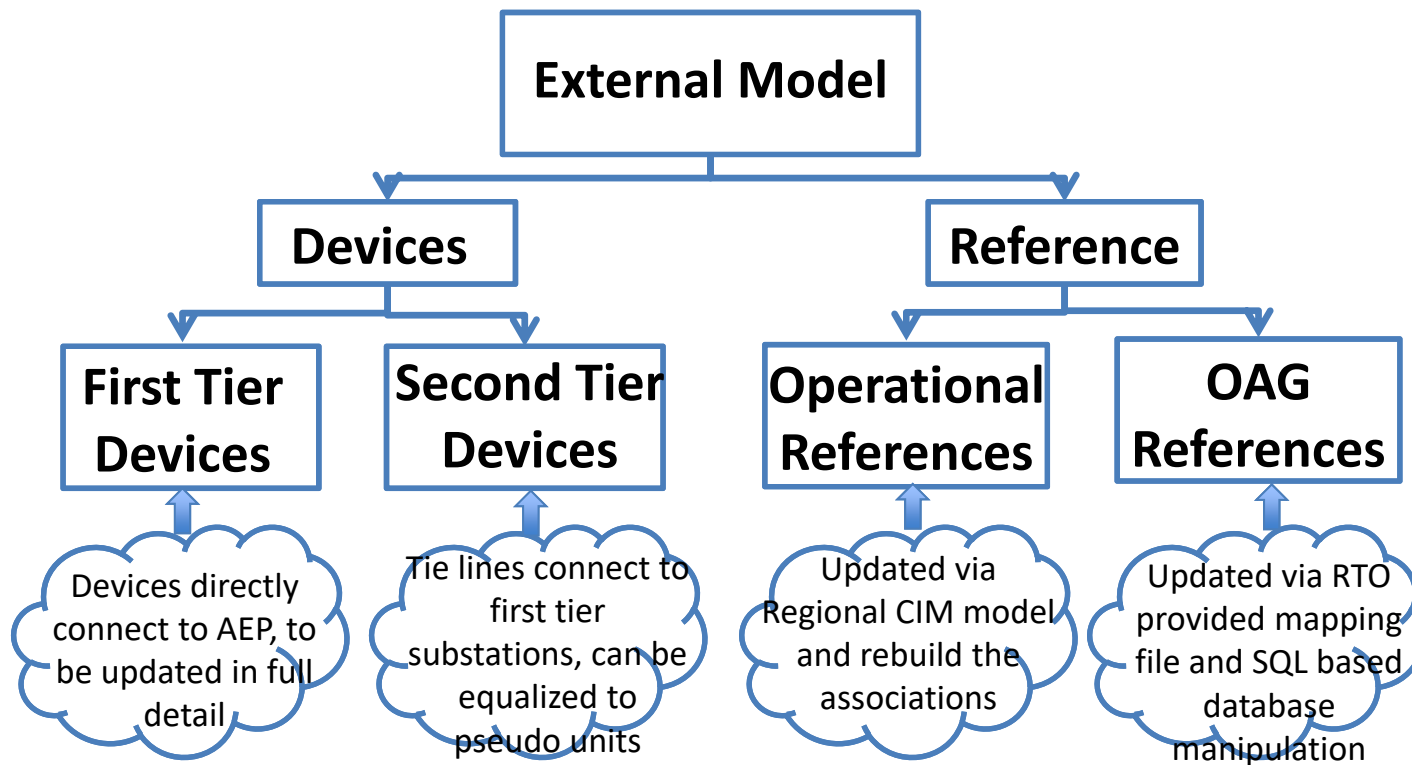 External Model
Devices
Reference
First Tier
Devices
Second Tier
Devices
Operational
References
OAG
References
Devices directly
connect to AEP, to
be updated in full
detail
Tie lines connect to
first tier
substations, can be
equalized to
pseudo units
Updated via
Regional CIM model
and rebuild the
associations
Updated via RTO
provided mapping
file and SQL based
database
manipulation